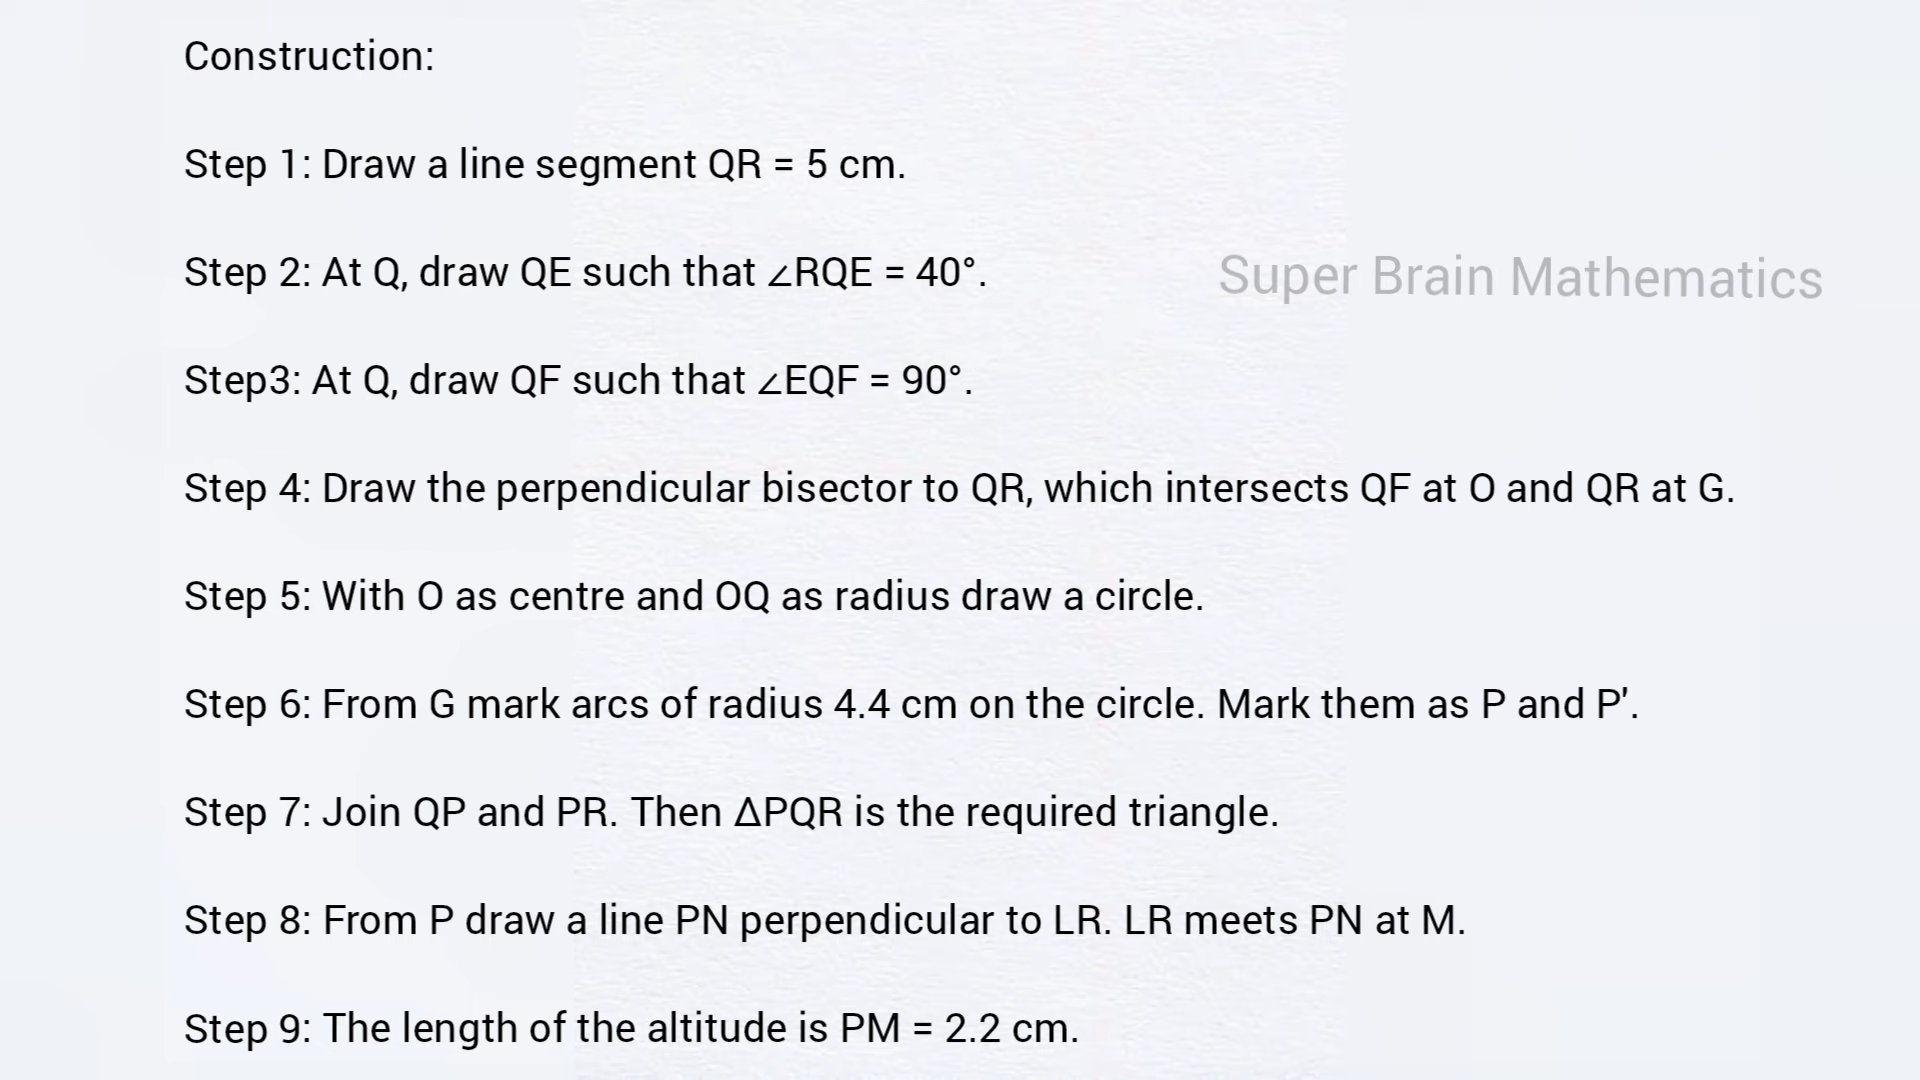 Construction:
Step 1: Draw a line segment QR = 5 cm.
Step 2: At Q, draw QE such that ∠RQE = 40°.
Super Brain Mathematics
Step3: At Q, draw QF such that ∠EQF = 90°.
Step 4: Draw the perpendicular bisector to QR, which intersects QF at O and QR at G.
Step 5: With O as centre and OQ as radius draw a circle.
Step 6: From G mark arcs of radius 4.4 cm on the circle. Mark them as P and P'.
Step 7: Join QP and PR. Then ΔPQR is the required triangle.
Step 8: From P draw a line PN perpendicular to LR. LR meets PN at M.
Step 9: The length of the altitude is PM = 2.2 cm.